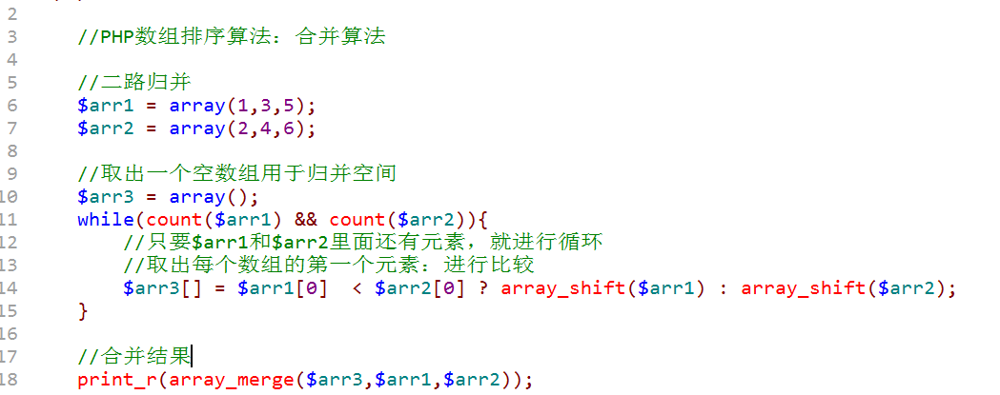 2
3 //PHP数组排序算法：合并算法
4
5 //二路归并
6 $arr1 = array(1,3,5);
7 $arr2 = array(2,4,6);
8
9 //取出一个空数组用于归并空间
10 $arr3 = array();
11 while(count($arr1) && count($arr2)){
12 //只要$arr1和$arr2里面还有元素，就进行循环
13 //取出每个数组的第一个元素：进行比较
14 $arr3[] = $arr1[0]  < $arr2[0] ? array_shift($arr1) : array_shift($arr2);
15 }
16
17 //合并结果
18 print_r(array_merge($arr3,$arr1,$arr2));